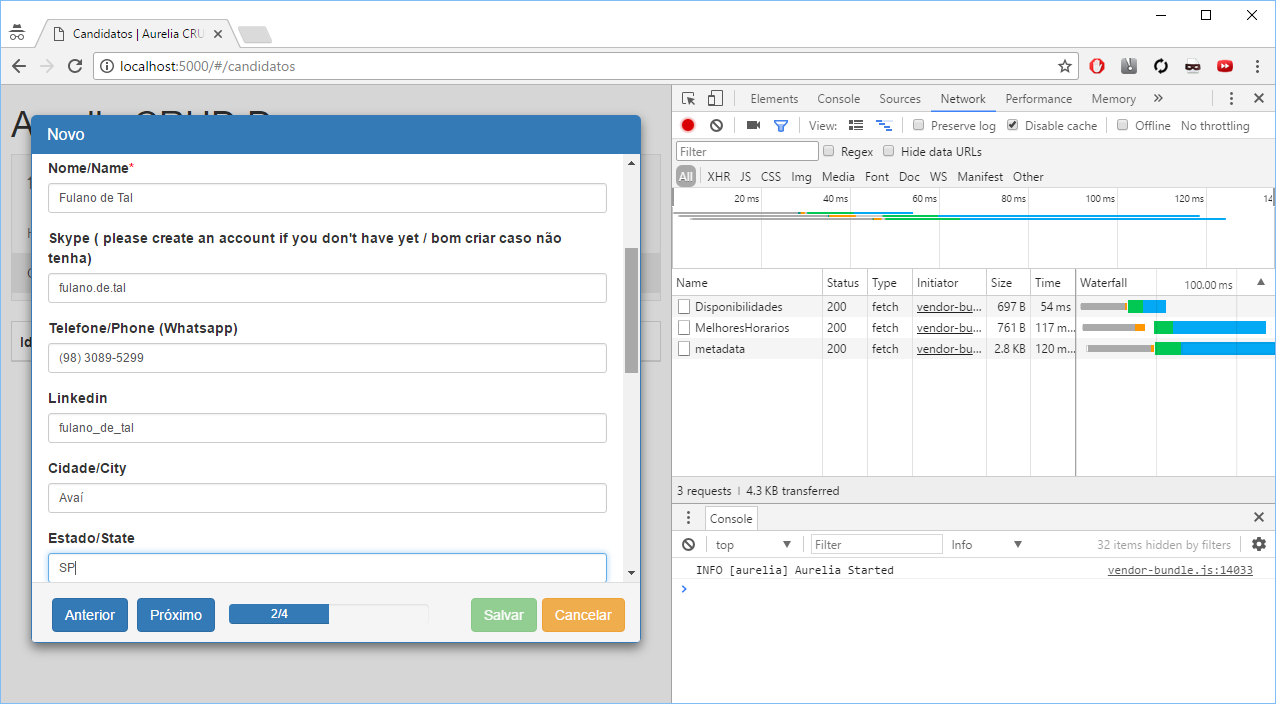 Candidatos | Aurelia CRU
localhost:5000/#/candidatos
Novo
Nome/Name*
Fulano de Tal
Skype ( please create an account if you don't have yet / bom criar caso não
tenha)
fulano.de.tal
Telefone/Phone (Whatsapp)
(98) 3089-5299
Linkedin
fulano_de_tal
Cidade/City
Avaí
Estado/State
SP
Anterior Próximo 2/4 Salvar Cancelar
Id
Elements Console Sources Network Performance Memory »
View: Preserve log Disable cache Offline No throttling
Filter Regex Hide data URLs
All XHR JS CSS Img Media Font Doc WS Manifest Other
20 ms 40 ms 60 ms 80 ms 100 ms 120 ms 14
Name Status Type Initiator Size Time Waterfall 100.00 ms
Disponibilidades 200 fetch vendor-bu... 697 B 54 ms
MelhoresHorarios 200 fetch vendor-bu... 761 B 117 m...
metadata 200 fetch vendor-bu... 2.8 KB 120 m...
3 requests | 4.3 KB transferred
Console
top Filter Info 32 items hidden by filters
INFO [aurelia] Aurelia Started vendor-bundle.js:14033